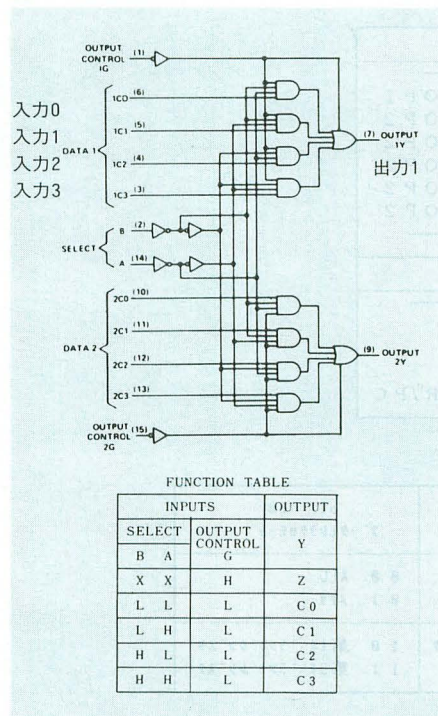 OUTPUT (1)
CONTROL
1G
1C0 (6)
入力0
1C1 (5)
入力1
DATA 1
(7) OUTPUT
1Y
1C2 (4)
入力2
出力1
1C3 (3)
入力3
B (2)
SELECT
A (14)
2C0 (10)
2C1 (11)
DATA 2
(9) OUTPUT
2Y
2C2 (12)
2C3 (13)
OUTPUT (15)
CONTROL
2G
FUNCTION TABLE
INPUTS OUTPUT
SELECT OUTPUT CONTROL Y
B A G
X X H Z
L L L C0
L H L C1
H L L C2
H H L C3